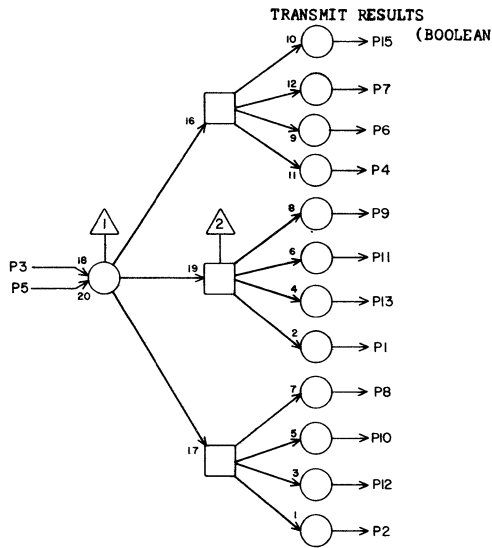 TRANSMIT RESULTS
(BOOLEAN
10 P15
12 P7
16
9 P6
11 P4
1 2
8 P9
P3 18 19 6 P11
P5 20 4 P13
2 P1
7 P8
17 5 P10
3 P12
1 P2